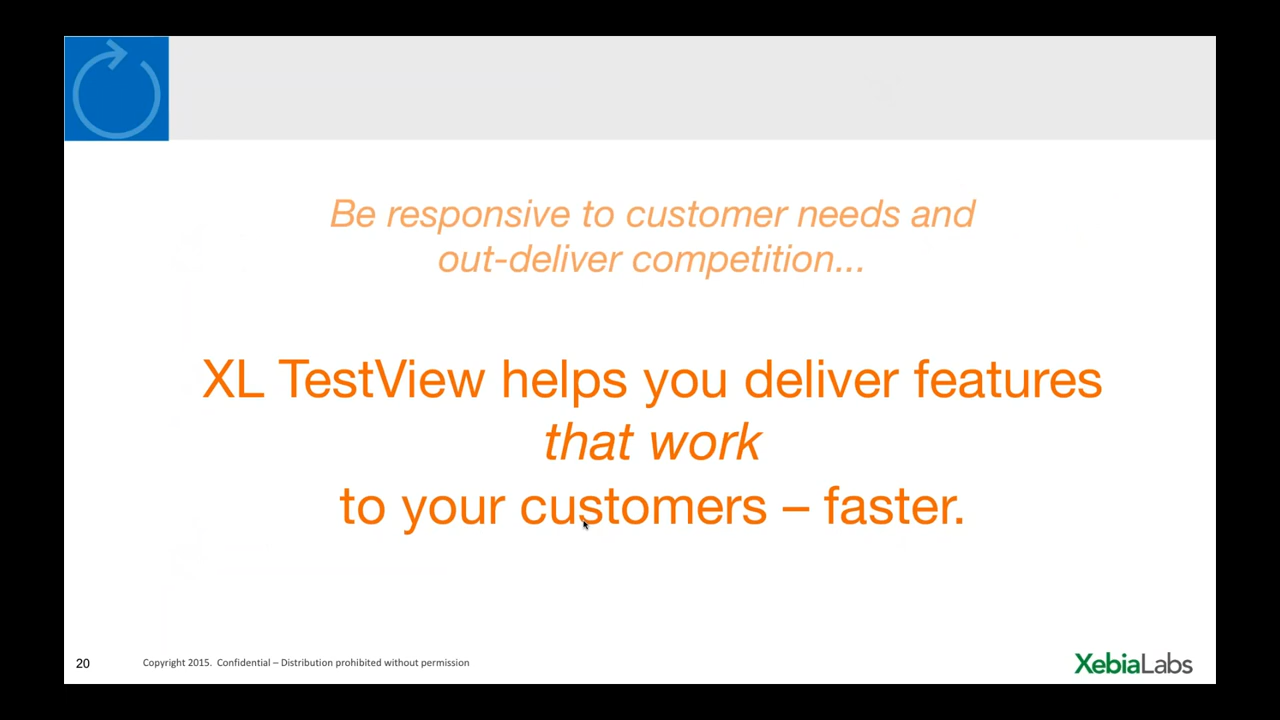 Be responsive to customer needs and
out-deliver competition...
XL TestView helps you deliver features
that work
to your customers – faster.
20
Copyright 2015. Confidential – Distribution prohibited without permission
XebiaLabs